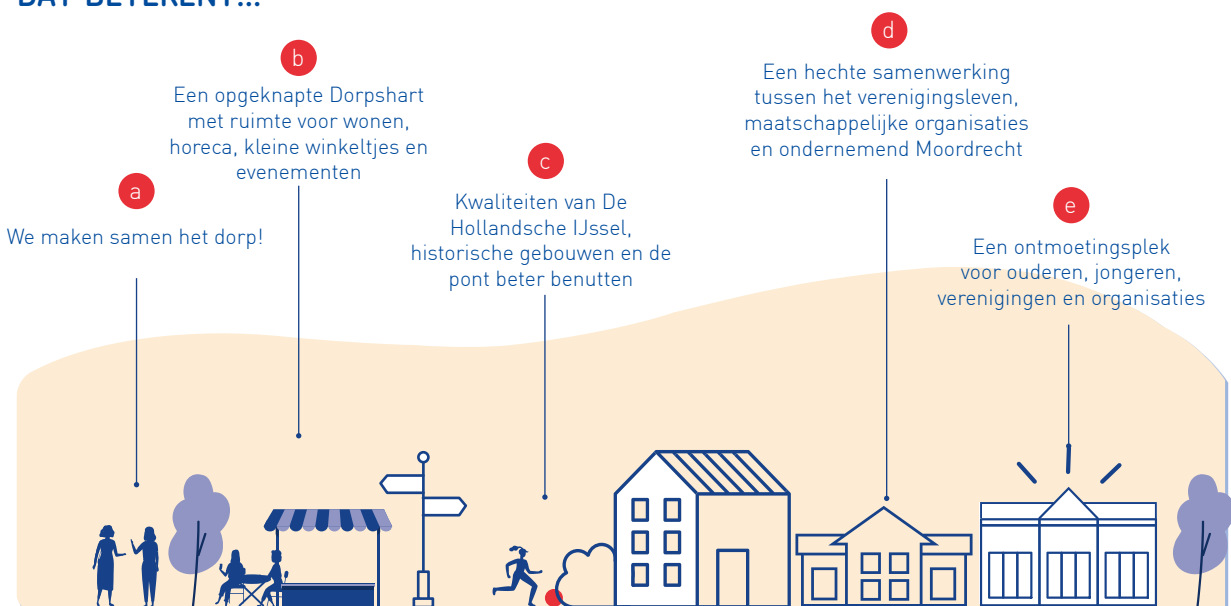 DAT BETEKENT...
a
We maken samen het dorp!
b
Een opgeknapte Dorpshart
met ruimte voor wonen,
horeca, kleine winkeltjes en
evenementen
c
Kwaliteiten van De
Hollandsche IJssel,
historische gebouwen en de
pont beter benutten
d
Een hechte samenwerking
tussen het verenigingsleven,
maatschappelijke organisaties
en ondernemend Moordrecht
e
Een ontmoetingsplek
voor ouderen, jongeren,
verenigingen en organisaties